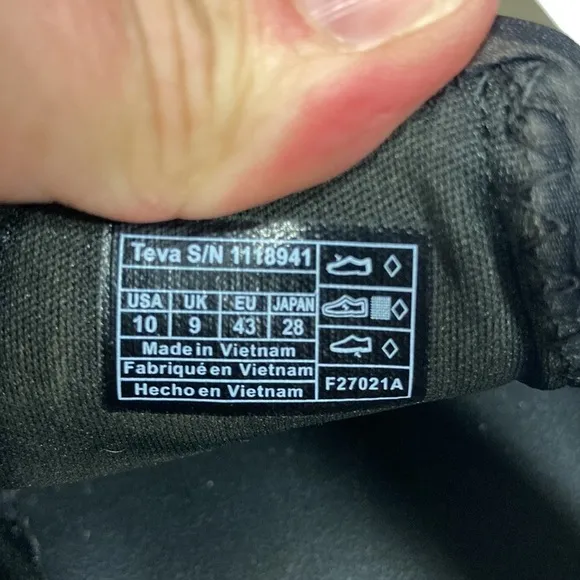 Teva S/N 1118941
USA UK EU JAPAN
10 9 43 28
Made in Vietnam
Fabriqué en Vietnam
Hecho en Vietnam
F27021A